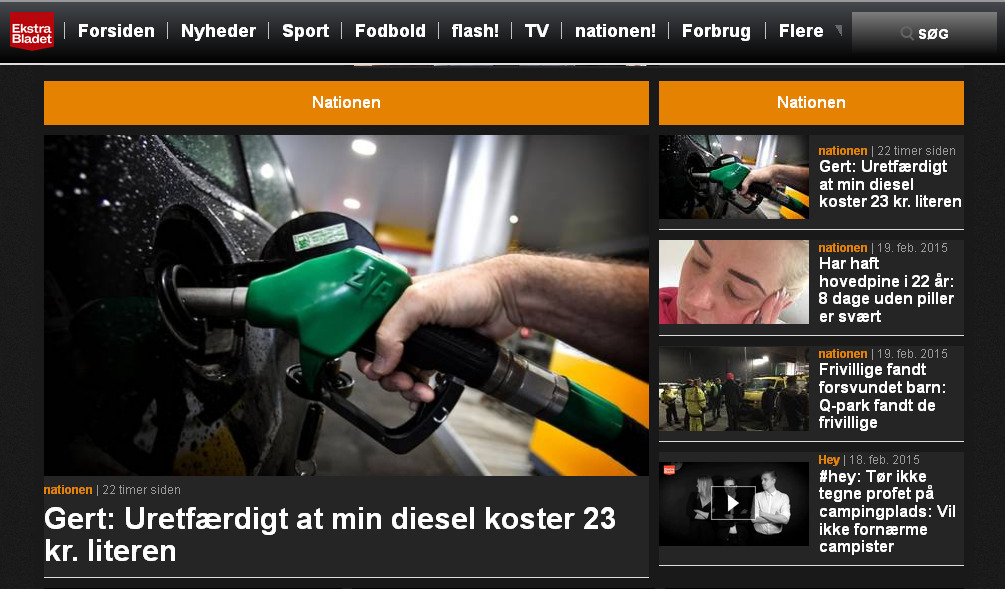 Ekstra
Bladet
Forsiden
Nyheder
Sport
Fodbold
flash!
TV
nationen!
Forbrug
Flere
SØG
Nationen
nationen | 22 timer siden
Gert: Uretfærdigt at min diesel koster 23
kr. literen
Nationen
nationen | 22 timer siden
Gert: Uretfærdigt
at min diesel
koster 23 kr. literen
nationen | 19. feb. 2015
Har haft
hovedpine i 22 år:
8 dage uden piller
er svært
nationen | 19. feb. 2015
Frivillige fandt
forsvundet barn:
Q-park fandt de
frivillige
Hey | 18. feb. 2015
#hey: Tør ikke
tegne profet på
campingplads: Vil
ikke fornærme
campister